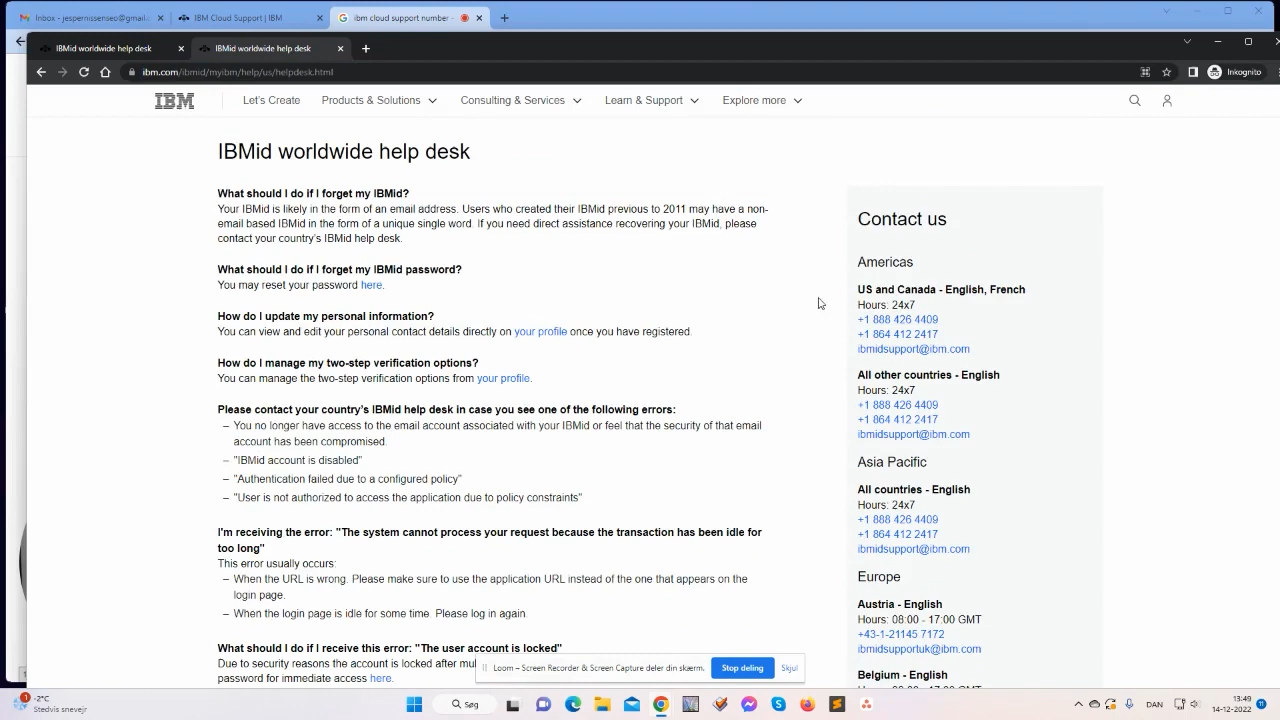 Inbox - jespernissenseo@gmail.c
IBM Cloud Support | IBM
ibm cloud support number -
IBMid worldwide help desk
IBMid worldwide help desk
ibm.com/ibmid/myibm/help/us/helpdesk.html
Inkognito
IBM
Let's Create
Products & Solutions
Consulting & Services
Learn & Support
Explore more
IBMid worldwide help desk
What should I do if I forget my IBMid?
Your IBMid is likely in the form of an email address. Users who created their IBMid previous to 2011 may have a non-
email based IBMid in the form of a unique single word. If you need direct assistance recovering your IBMid, please
contact your country's IBMid help desk.
What should I do if I forget my IBMid password?
You may reset your password here.
How do I update my personal information?
You can view and edit your personal contact details directly on your profile once you have registered.
How do I manage my two-step verification options?
You can manage the two-step verification options from your profile.
Please contact your country's IBMid help desk in case you see one of the following errors:
– You no longer have access to the email account associated with your IBMid or feel that the security of that email
account has been compromised.
– "IBMid account is disabled"
– "Authentication failed due to a configured policy"
– "User is not authorized to access the application due to policy constraints"
I'm receiving the error: "The system cannot process your request because the transaction has been idle for
too long"
This error usually occurs:
– When the URL is wrong. Please make sure to use the application URL instead of the one that appears on the
login page.
– When the login page is idle for some time. Please log in again.
What should I do if I receive this error: "The user account is locked"
Due to security reasons the account is locked after mul
password for immediate access here.
Contact us
Americas
US and Canada - English, French
Hours: 24x7
+1 888 426 4409
+1 864 412 2417
ibmidsupport@ibm.com
All other countries - English
Hours: 24x7
+1 888 426 4409
+1 864 412 2417
ibmidsupport@ibm.com
Asia Pacific
All countries - English
Hours: 24x7
+1 888 426 4409
+1 864 412 2417
ibmidsupport@ibm.com
Europe
Austria - English
Hours: 08:00 - 17:00 GMT
+43-1-21145 7172
ibmidsupportuk@ibm.com
Belgium - English
Loom – Screen Recorder & Screen Capture deler din skærm.
Stop deling
Skjul
-2°C
Stedvis snevejr
Søg
13:49
14-12-2022